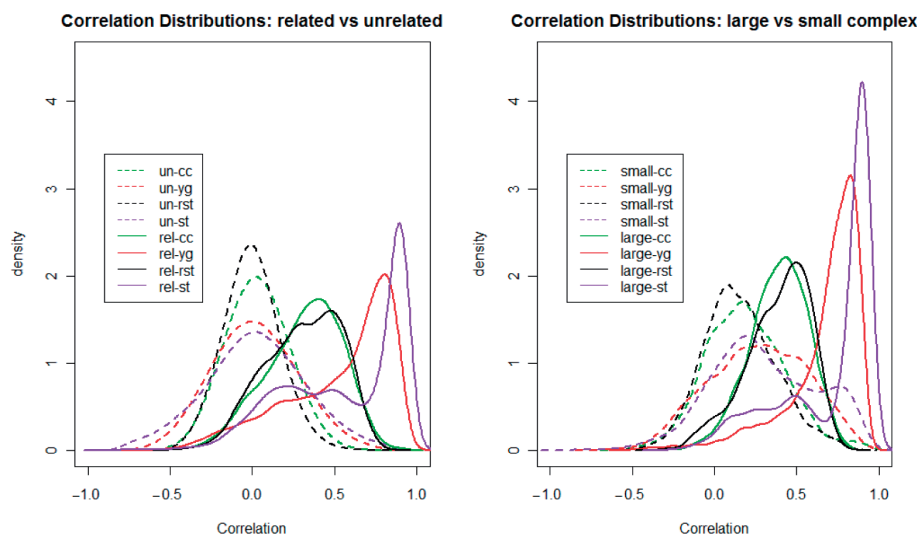 Correlation Distributions: related vs unrelated
4
3
2
1
0
density
un-cc
un-yg
un-rst
un-st
rel-cc
rel-yg
rel-rst
rel-st
−1.0 −0.5 0.0 0.5 1.0
Correlation
Correlation Distributions: large vs small complex
4
3
2
1
0
density
small-cc
small-yg
small-rst
small-st
large-cc
large-yg
large-rst
large-st
−1.0 −0.5 0.0 0.5 1.0
Correlation